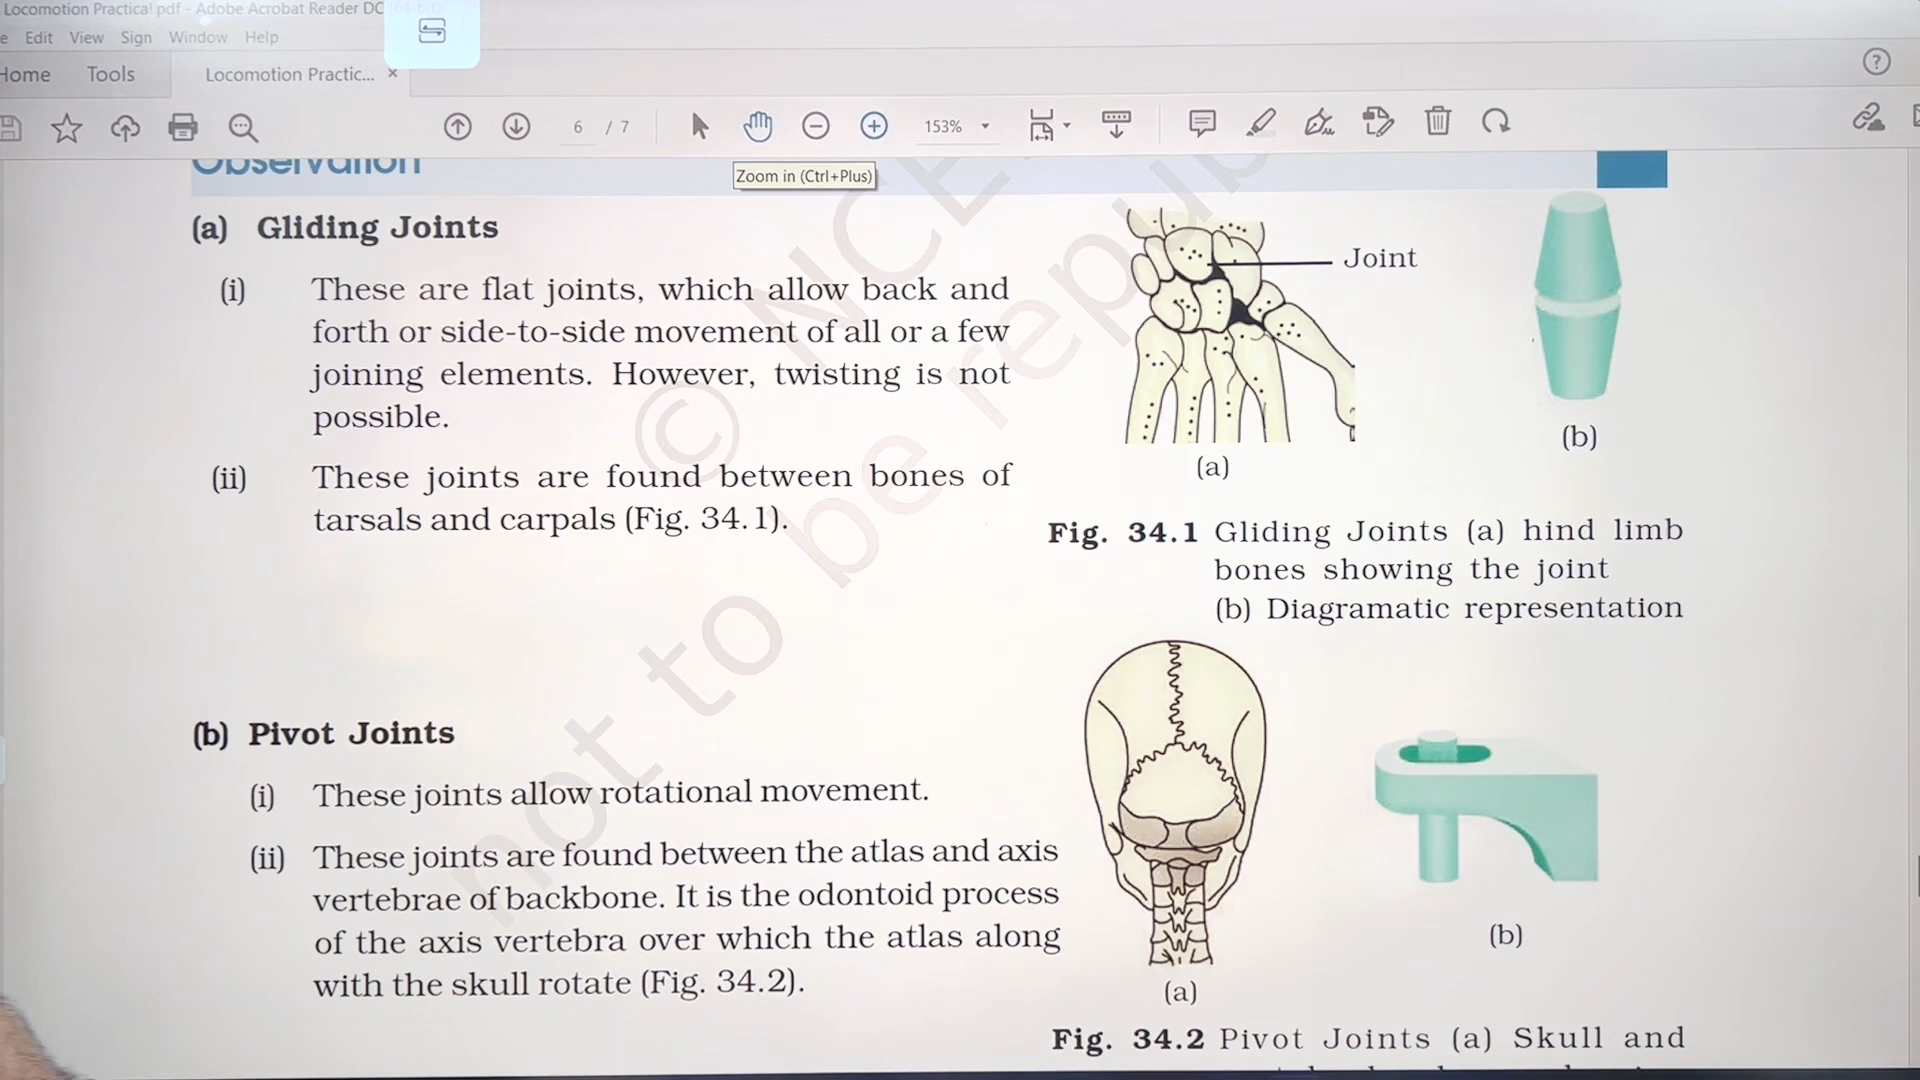 Locomotion Practical.pdf - Adobe Acrobat Reader DC
e Edit View Sign Window Help
Home Tools Locomotion Practic... ×
6 / 7 153%
Observation
Zoom in (Ctrl+Plus)
(a) Gliding Joints
(i) These are flat joints, which allow back and
forth or side-to-side movement of all or a few
joining elements. However, twisting is not
possible.
(ii) These joints are found between bones of
tarsals and carpals (Fig. 34.1).
Joint
(a)
(b)
Fig. 34.1 Gliding Joints (a) hind limb
bones showing the joint
(b) Diagramatic representation
(b) Pivot Joints
(i) These joints allow rotational movement.
(ii) These joints are found between the atlas and axis
vertebrae of backbone. It is the odontoid process
of the axis vertebra over which the atlas along
with the skull rotate (Fig. 34.2).
(a)
(b)
Fig. 34.2 Pivot Joints (a) Skull and
© NCE
not to be repub